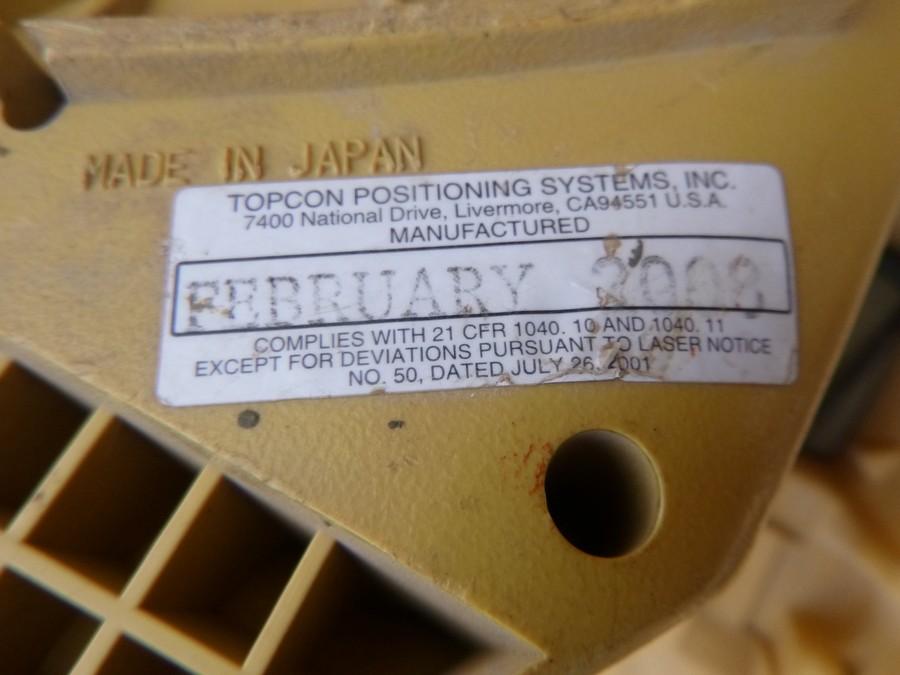 MADE IN JAPAN
TOPCON POSITIONING SYSTEMS, INC.
7400 National Drive, Livermore, CA94551 U.S.A.
MANUFACTURED
FEBRUARY
COMPLIES WITH 21 CFR 1040. 10 AND 1040. 11
EXCEPT FOR DEVIATIONS PURSUANT TO LASER NOTICE
NO. 50, DATED JULY 26, 2001